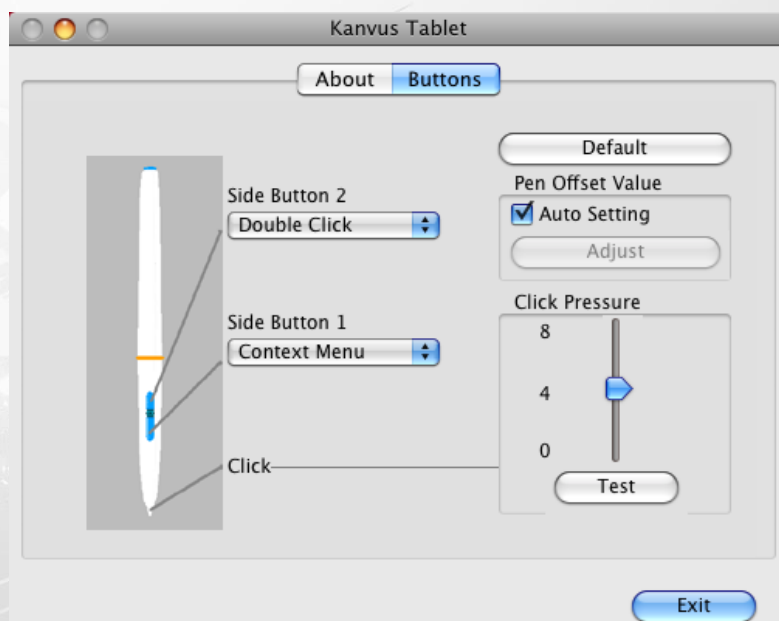 Kanvus Tablet
About
Buttons
Side Button 2
Double Click
Side Button 1
Context Menu
Click
Default
Pen Offset Value
Auto Setting
Adjust
Click Pressure
8
4
0
Test
Exit